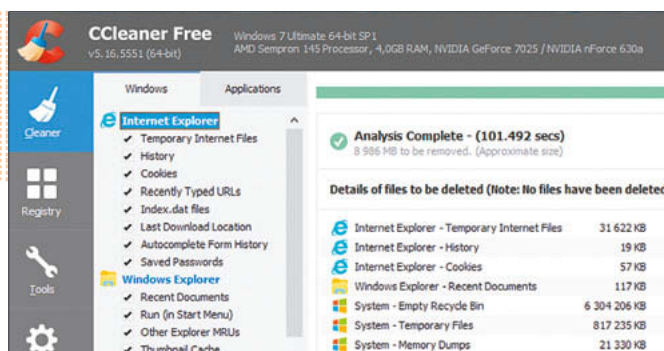 CCleaner Free
v5.16.5551 (64-bit)
Windows 7 Ultimate 64-bit SP1
AMD Sempron 145 Processor, 4,0GB RAM, NVIDIA GeForce 7025 / NVIDIA nForce 630a
Cleaner
Registry
Tools
Windows Applications
Internet Explorer
Temporary Internet Files
History
Cookies
Recently Typed URLs
Index.dat files
Last Download Location
Autocomplete Form History
Saved Passwords
Windows Explorer
Recent Documents
Run (in Start Menu)
Other Explorer MRUs
Thumbnail Cache
Analysis Complete - (101.492 secs)
8 986 MB to be removed. (Approximate size)
Details of files to be deleted (Note: No files have been deleted
Internet Explorer - Temporary Internet Files 31 622 KB
Internet Explorer - History 19 KB
Internet Explorer - Cookies 57 KB
Windows Explorer - Recent Documents 117 KB
System - Empty Recycle Bin 6 304 206 KB
System - Temporary Files 817 235 KB
System - Memory Dumps 21 330 KB